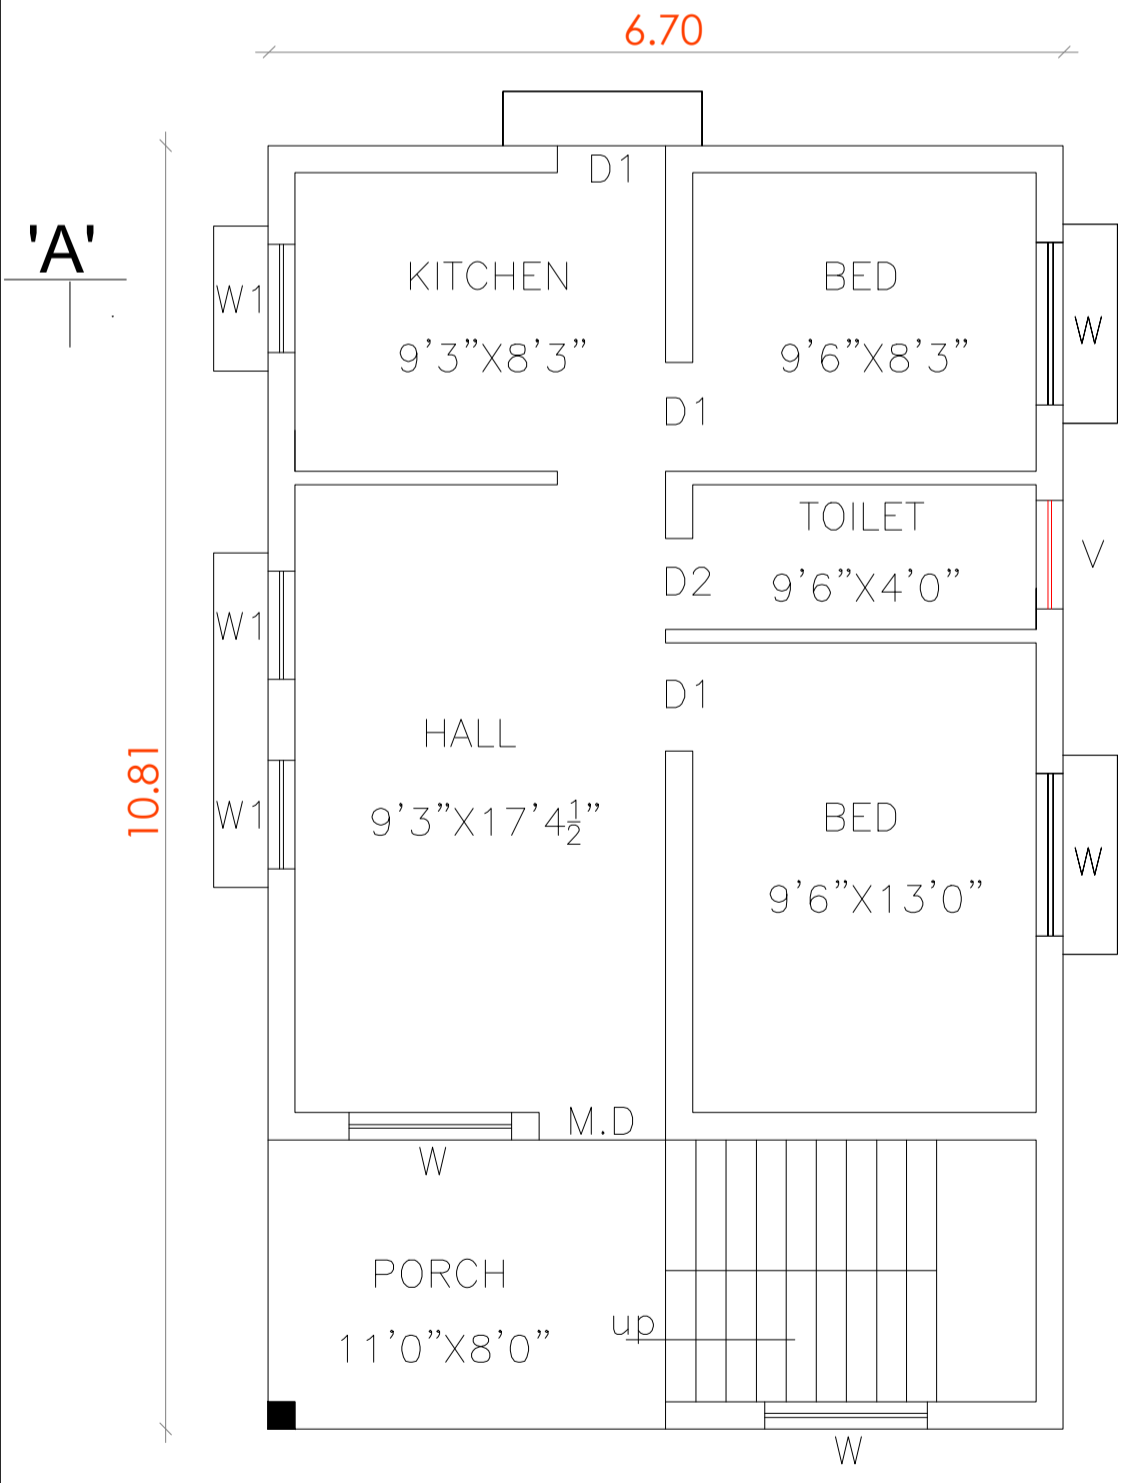 6.70
'A'
D1
KITCHEN
9'3"X8'3"
BED
9'6"X8'3"
W1
W
D1
TOILET
9'6"X4'0"
V
D2
W1
D1
HALL
9'3"X17'4½"
W1
10.81
BED
9'6"X13'0"
W
M.D
W
PORCH
11'0"X8'0"
up
W